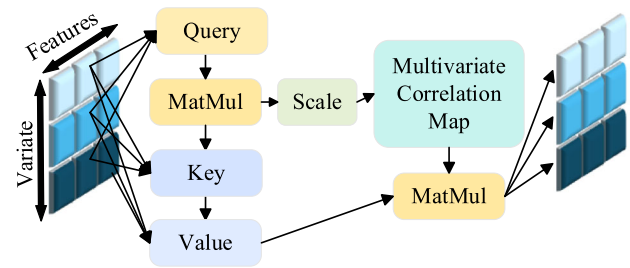 Features
Variate
Query
MatMul
Scale
Multivariate
Correlation
Map
Key
MatMul
Value